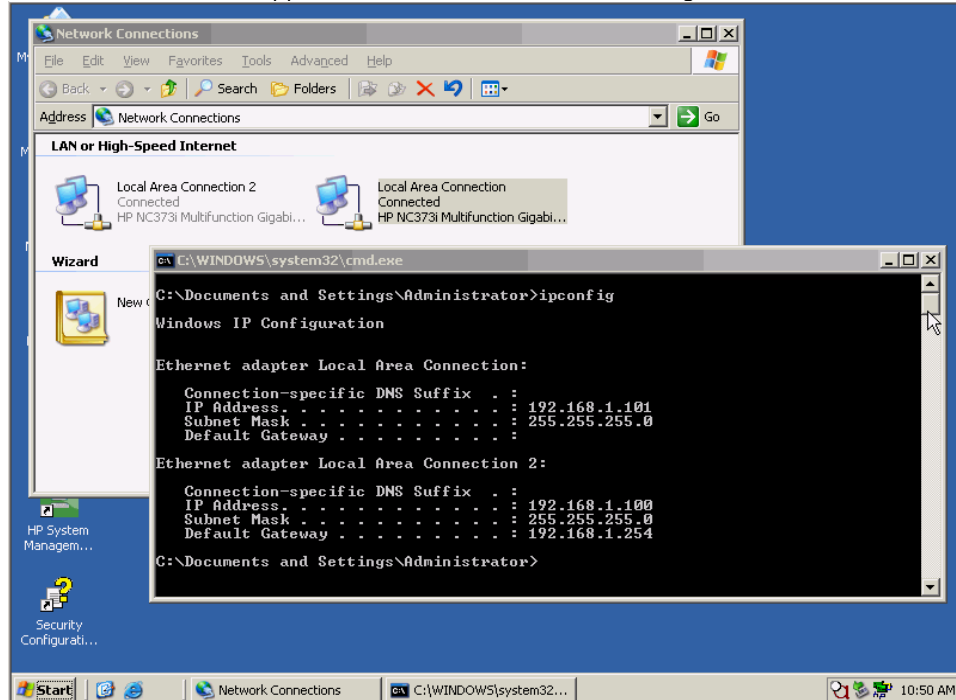 Network Connections
File Edit View Favorites Tools Advanced Help
Back Search Folders
Address Network Connections Go
LAN or High-Speed Internet
Local Area Connection 2
Connected
HP NC373i Multifunction Gigabi...
Local Area Connection
Connected
HP NC373i Multifunction Gigabi...
Wizard
New
C:\WINDOWS\system32\cmd.exe
C:\Documents and Settings\Administrator>ipconfig
Windows IP Configuration
Ethernet adapter Local Area Connection:
Connection-specific DNS Suffix . :
IP Address. . . . . . . . . . . . : 192.168.1.101
Subnet Mask . . . . . . . . . . . : 255.255.255.0
Default Gateway . . . . . . . . . :
Ethernet adapter Local Area Connection 2:
Connection-specific DNS Suffix . :
IP Address. . . . . . . . . . . . : 192.168.1.100
Subnet Mask . . . . . . . . . . . : 255.255.255.0
Default Gateway . . . . . . . . . : 192.168.1.254
C:\Documents and Settings\Administrator>
HP System
Managem...
Security
Configurati...
Start Network Connections C:\WINDOWS\system32... 10:50 AM